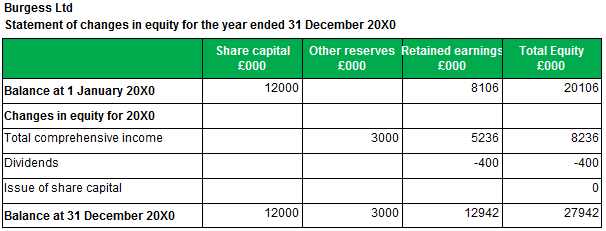 Burgess Ltd
Statement of changes in equity for the year ended 31 December 20X0
Share capital Other reserves Retained earnings Total Equity
£000 £000 £000 £000
Balance at 1 January 20X0 12000 8106 20106
Changes in equity for 20X0
Total comprehensive income 3000 5236 8236
Dividends -400 -400
Issue of share capital 0
Balance at 31 December 20X0 12000 3000 12942 27942